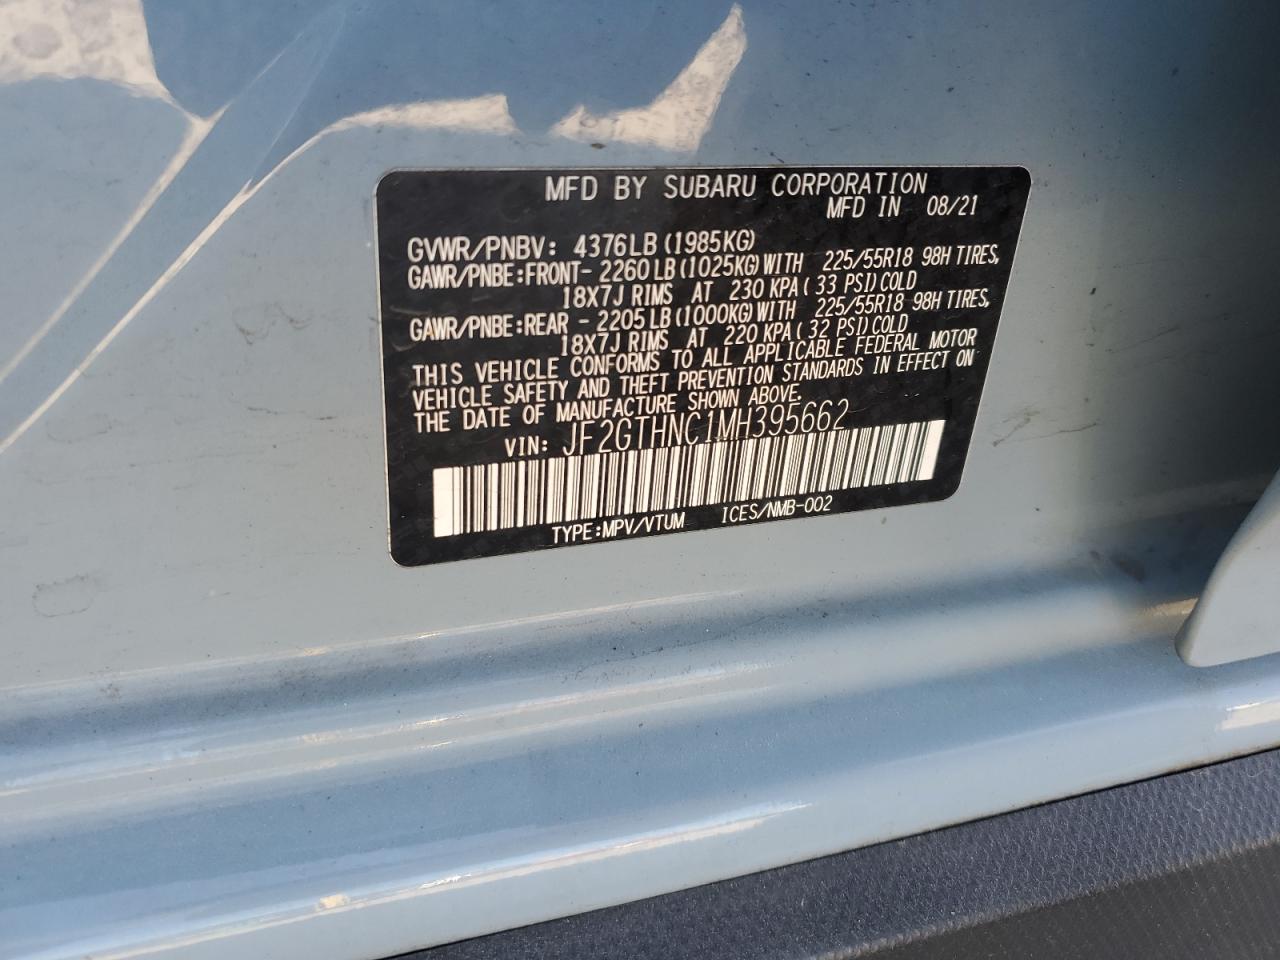 MFD BY SUBARU CORPORATION
MFD IN 08/21
GVWR/PNBV: 4376LB (1985KG)
GAWR/PNBE:FRONT- 2260LB (1025KG)WITH 225/55R18 98H TIRES,
18X7J RIMS AT 230 KPA( 33 PSI)COLD
GAWR/PNBE:REAR - 2205LB (1000KG)WITH 225/55R18 98H TIRES,
18X7J RIMS AT 220 KPA( 32 PSI)COLD
THIS VEHICLE CONFORMS TO ALL APPLICABLE FEDERAL MOTOR
VEHICLE SAFETY AND THEFT PREVENTION STANDARDS IN EFFECT ON
THE DATE OF MANUFACTURE SHOWN ABOVE.
VIN: JF2GTHNC1MH395662
TYPE:MPV/VTUM ICES/NMB-002